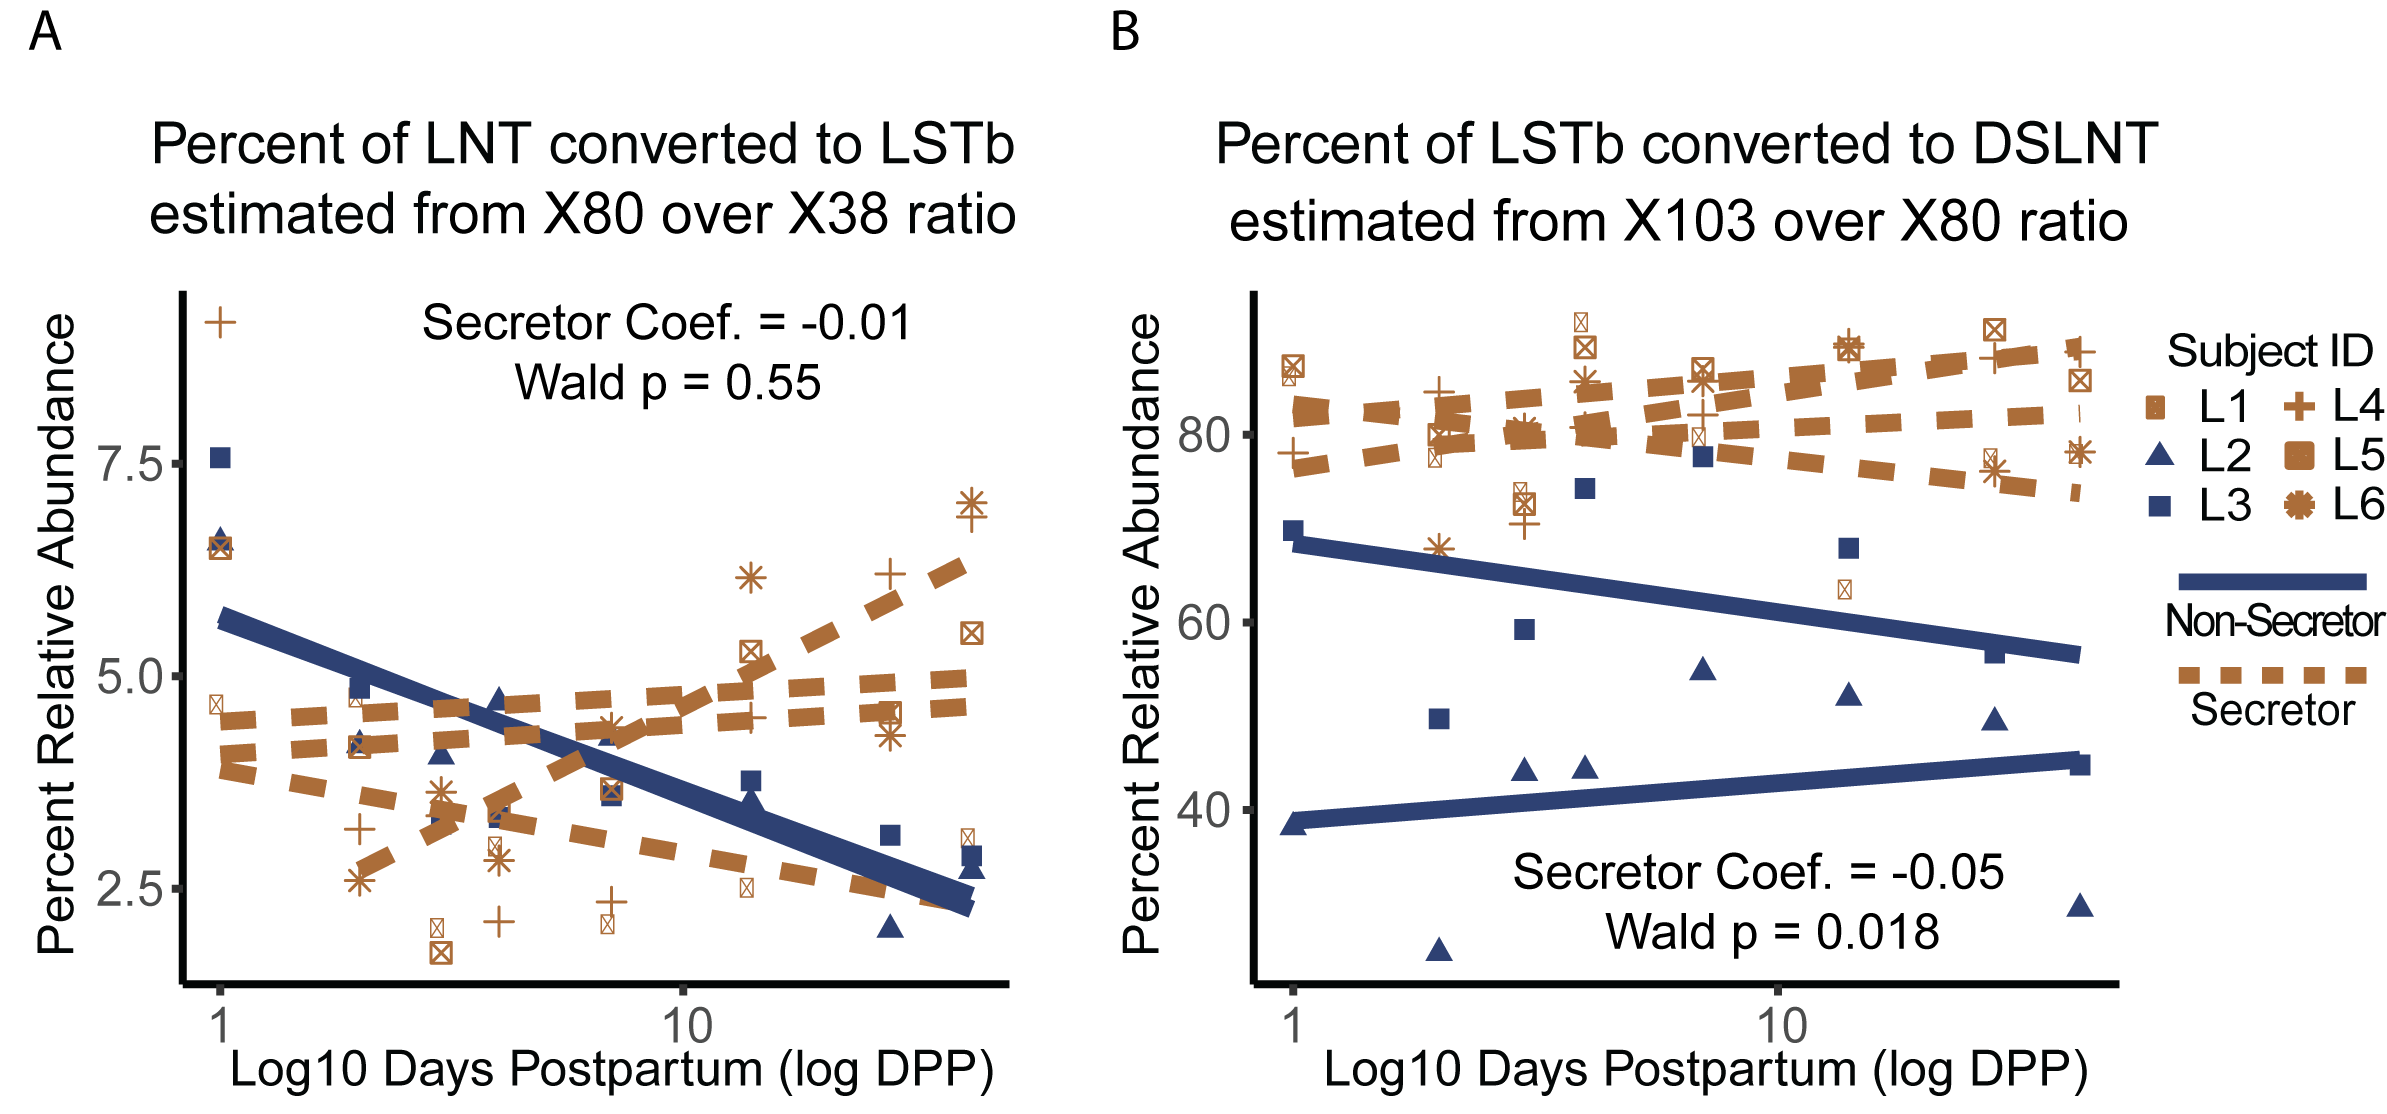 A
Percent of LNT converted to LSTb
estimated from X80 over X38 ratio
Secretor Coef. = -0.01
Wald p = 0.55
Percent Relative Abundance
7.5
5.0
2.5
1
10
Log10 Days Postpartum (log DPP)
B
Percent of LSTb converted to DSLNT
estimated from X103 over X80 ratio
Percent Relative Abundance
80
60
40
Secretor Coef. = -0.05
Wald p = 0.018
1
10
Log10 Days Postpartum (log DPP)
Subject ID
L1
L4
L2
L5
L3
L6
Non-Secretor
Secretor